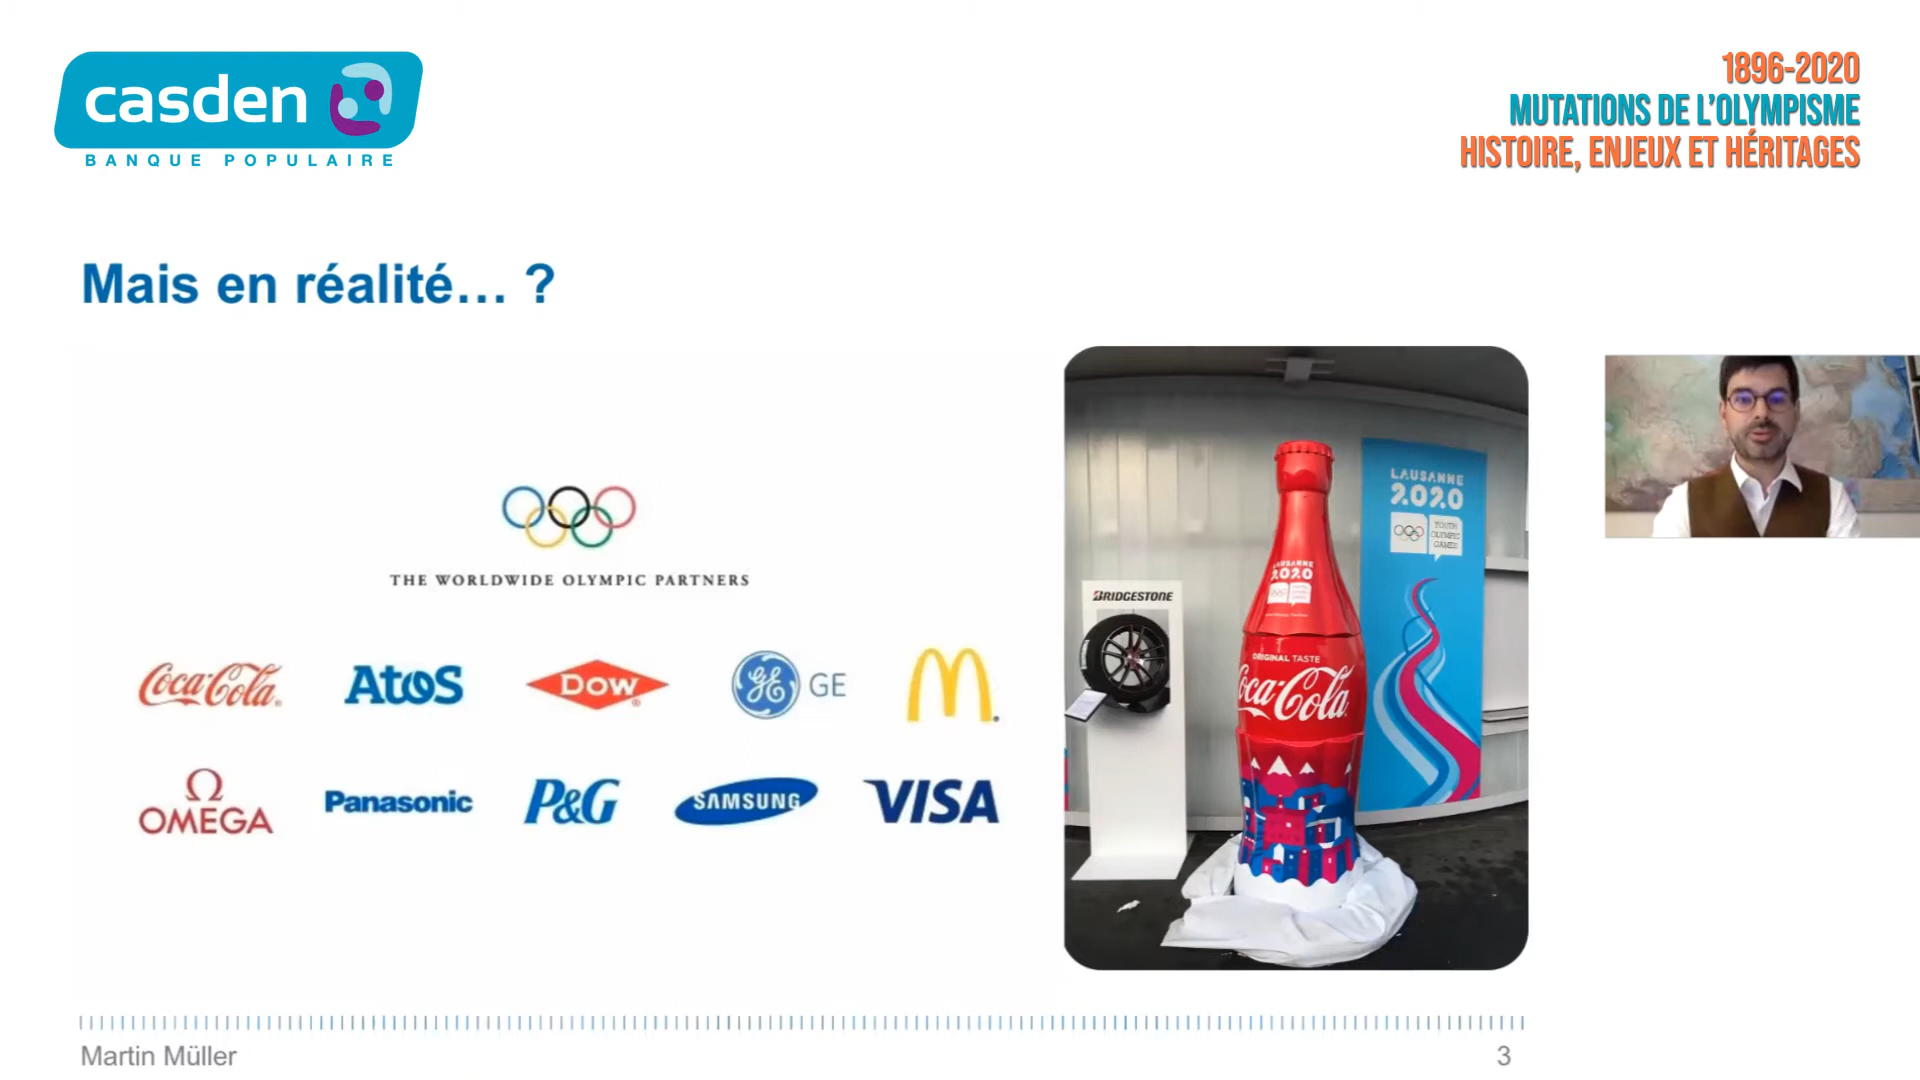 casden
BANQUE POPULAIRE
1896-2020
MUTATIONS DE L'OLYMPISME
HISTOIRE, ENJEUX ET HÉRITAGES
Mais en réalité... ?
THE WORLDWIDE OLYMPIC PARTNERS
Coca-Cola
Atos
DOW
GE GE
M
OMEGA
Panasonic
P&G
SAMSUNG
VISA
LAUSANNE
2020
YOUTH
OLYMPIC
GAMES
BRIDGESTONE
LAUSANNE
2020
ORIGINAL TASTE
Coca-Cola
Martin Müller
3